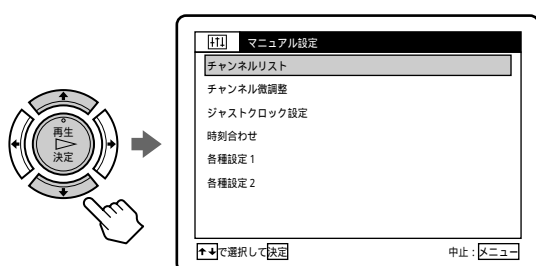 再生
決定
マニュアル設定
チャンネルリスト
チャンネル微調整
ジャストクロック設定
時刻合わせ
各種設定1
各種設定2
↑↓で選択して決定
中止:メニュー